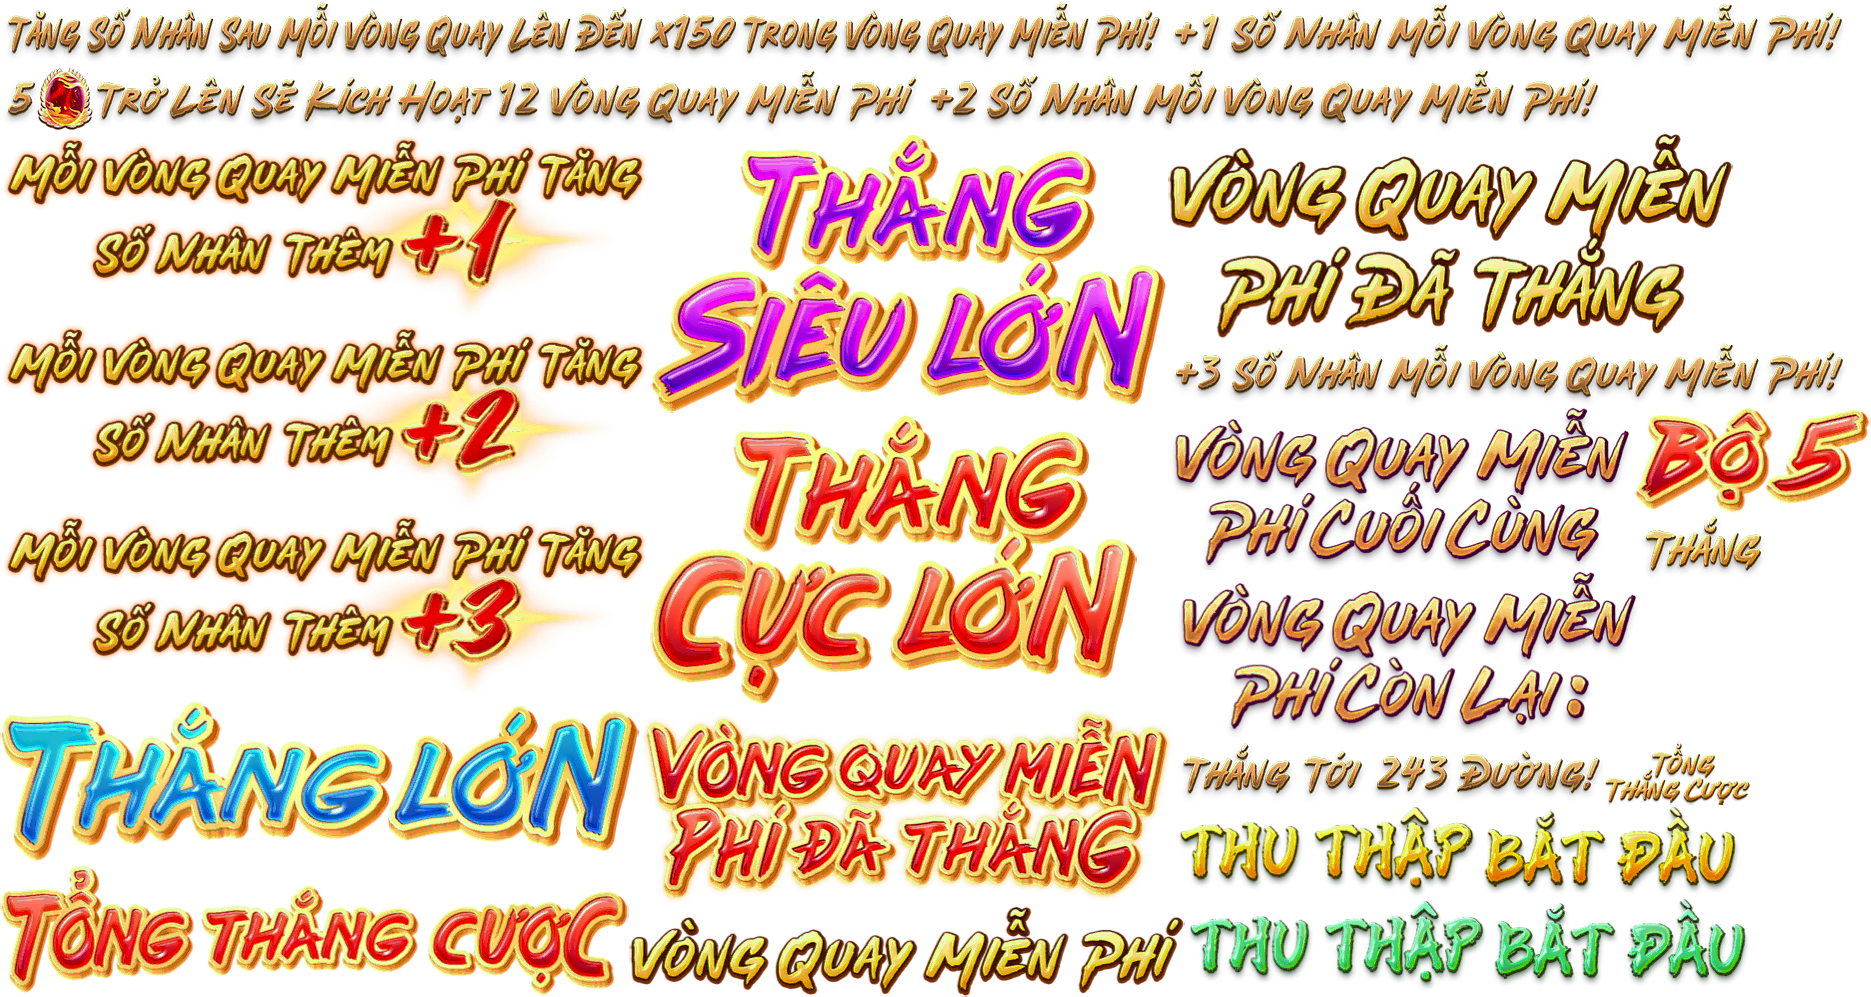 Tăng Số Nhân Sau Mỗi Vòng Quay Lên Đến x150 Trong Vòng Quay Miễn Phí!
+1 Số Nhân Mỗi Vòng Quay Miễn Phí!
5 Trở Lên Sẽ Kích Hoạt 12 Vòng Quay Miễn Phí
+2 Số Nhân Mỗi Vòng Quay Miễn Phí!
Mỗi Vòng Quay Miễn Phí Tăng
Số Nhân Thêm +1
Mỗi Vòng Quay Miễn Phí Tăng
Số Nhân Thêm +2
Mỗi Vòng Quay Miễn Phí Tăng
Số Nhân Thêm +3
Thắng
Siêu Lớn
Thắng
Cực Lớn
Vòng Quay Miễn
Phí Đã Thắng
+3 Số Nhân Mỗi Vòng Quay Miễn Phí!
Vòng Quay Miễn
Phí Cuối Cùng
Bộ 5
Thắng
Vòng Quay Miễn
Phí Còn Lại:
Thắng Lớn
Vòng Quay Miễn
Phí Đã Thắng
Thắng Tới 243 Đường!
Tổng
Thắng Cược
Thu Thập Bắt Đầu
Tổng Thắng Cược
Vòng Quay Miễn Phí
Thu Thập Bắt Đầu